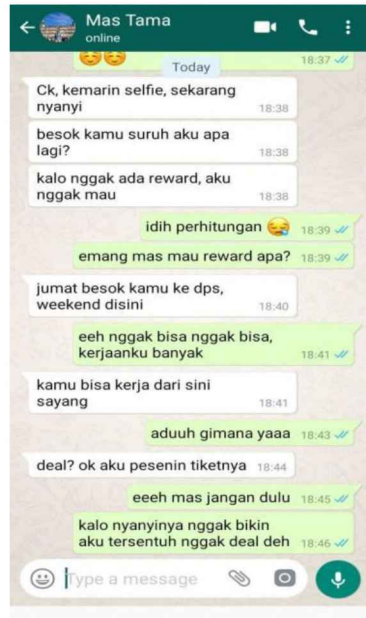 Mas Tama
online
18:37
Today
Ck, kemarin selfie, sekarang
nyanyi 18:38
besok kamu suruh aku apa
lagi? 18:38
kalo nggak ada reward, aku
nggak mau 18:38
idih perhitungan 😪 18:39
emang mas mau reward apa? 18:39
jumat besok kamu ke dps,
weekend disini 18:40
eeh nggak bisa nggak bisa,
kerjaanku banyak 18:41
kamu bisa kerja dari sini
sayang 18:41
aduuh gimana yaaa 18:43
deal? ok aku pesenin tiketnya 18:44
eeeh mas jangan dulu 18:45
kalo nyanyinya nggak bikin
aku tersentuh nggak deal deh 18:46
Type a message